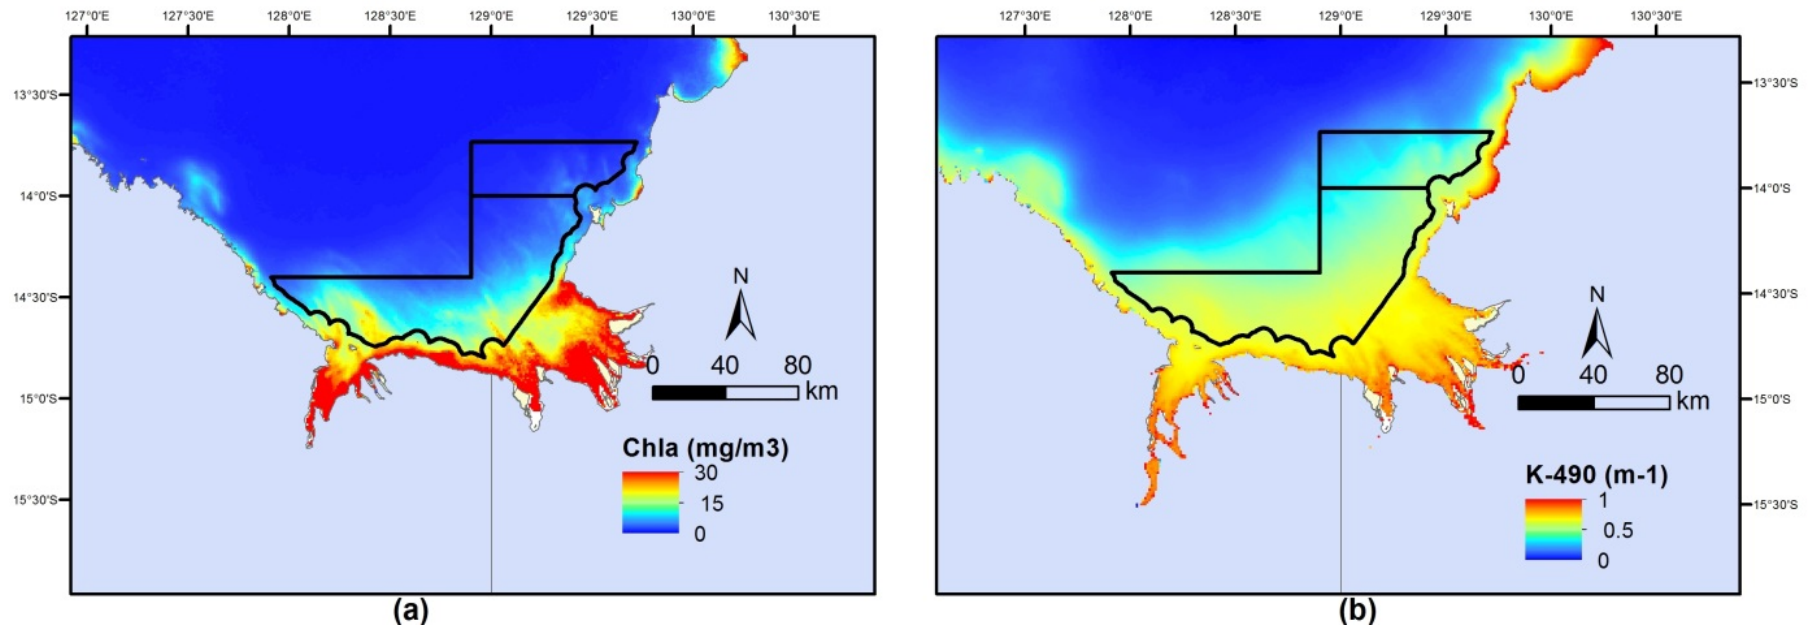 127°0'E 127°30'E 128°0'E 128°30'E 129°0'E 129°30'E 130°0'E 130°30'E
13°30'S
14°0'S
14°30'S
15°0'S
15°30'S
N
0 40 80
km
Chla (mg/m3)
30
15
0
(a)
127°30'E 128°0'E 128°30'E 129°0'E 129°30'E 130°0'E 130°30'E
13°30'S
14°0'S
14°30'S
15°0'S
15°30'S
N
0 40 80
km
K-490 (m-1)
1
0.5
0
(b)